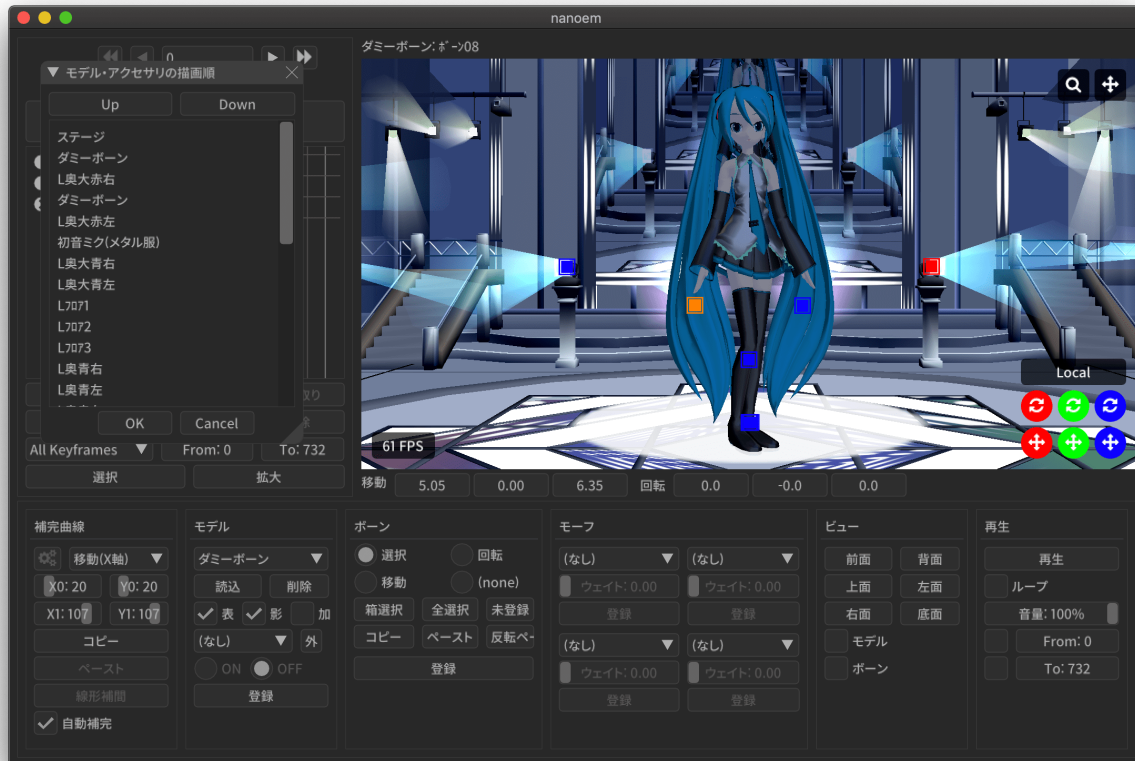 nanoem
0
モデル・アクセサリの描画順
Up
Down
ステージ
ダミーボーン
L奥大赤右
ダミーボーン
L奥大赤左
初音ミク(メタル服)
L奥大青右
L奥大青左
Lﾌﾛｱ1
Lﾌﾛｱ2
Lﾌﾛｱ3
L奥青右
L奥青左
OK
Cancel
All Keyframes
From: 0
To: 732
選択
拡大
ダミーボーン: ﾎﾞｰﾝ08
Local
61 FPS
移動 5.05 0.00 6.35 回転 0.0 -0.0 0.0
補完曲線
移動(X軸)
X0: 20
Y0: 20
X1: 107
Y1: 107
コピー
ペースト
線形補間
自動補完
モデル
ダミーボーン
読込
削除
表
影
加
(なし)
外
ON
OFF
登録
ボーン
選択
回転
移動
(none)
箱選択
全選択
未登録
コピー
ペースト
反転ペー
登録
モーフ
(なし)
(なし)
ウェイト: 0.00
ウェイト: 0.00
登録
登録
(なし)
(なし)
ウェイト: 0.00
ウェイト: 0.00
登録
登録
ビュー
前面
背面
上面
左面
右面
底面
モデル
ボーン
再生
再生
ループ
音量: 100%
From: 0
To: 732